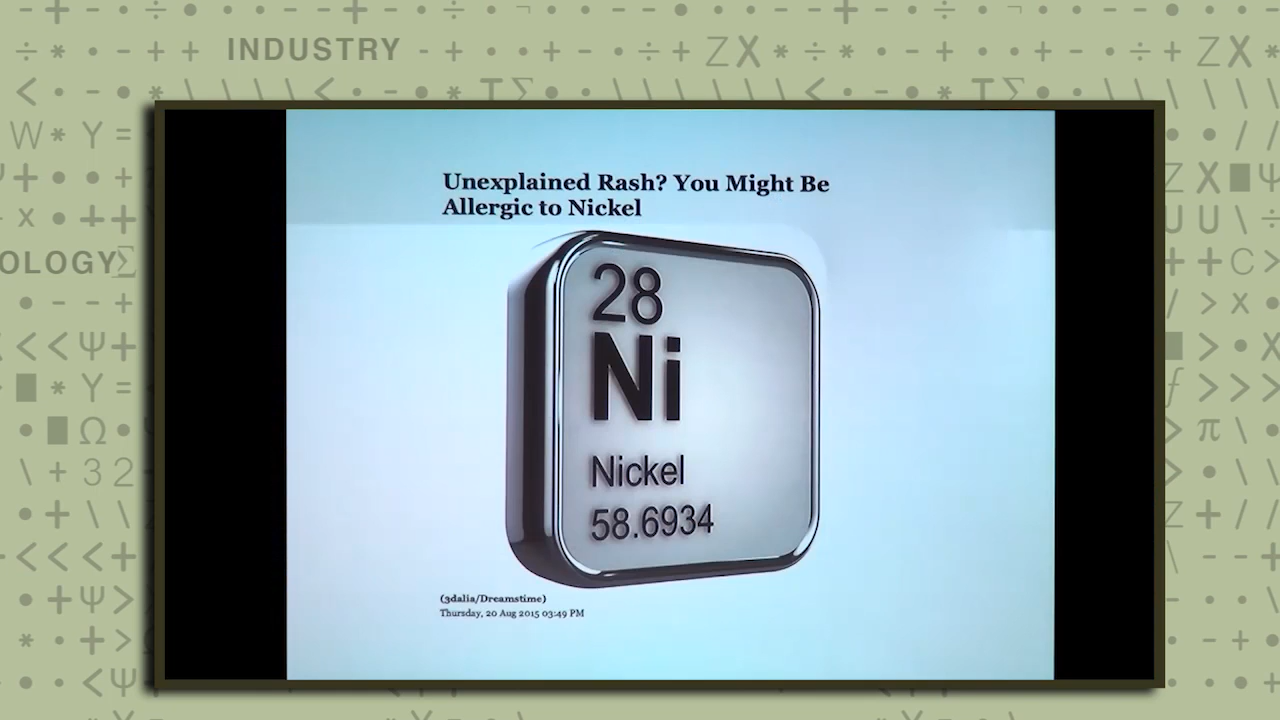 INDUSTRY
OLOGY
Unexplained Rash? You Might Be
Allergic to Nickel
28
Ni
Nickel
58.6934
(3dalia/Dreamstime)
Thursday, 20 Aug 2015 03:49 PM